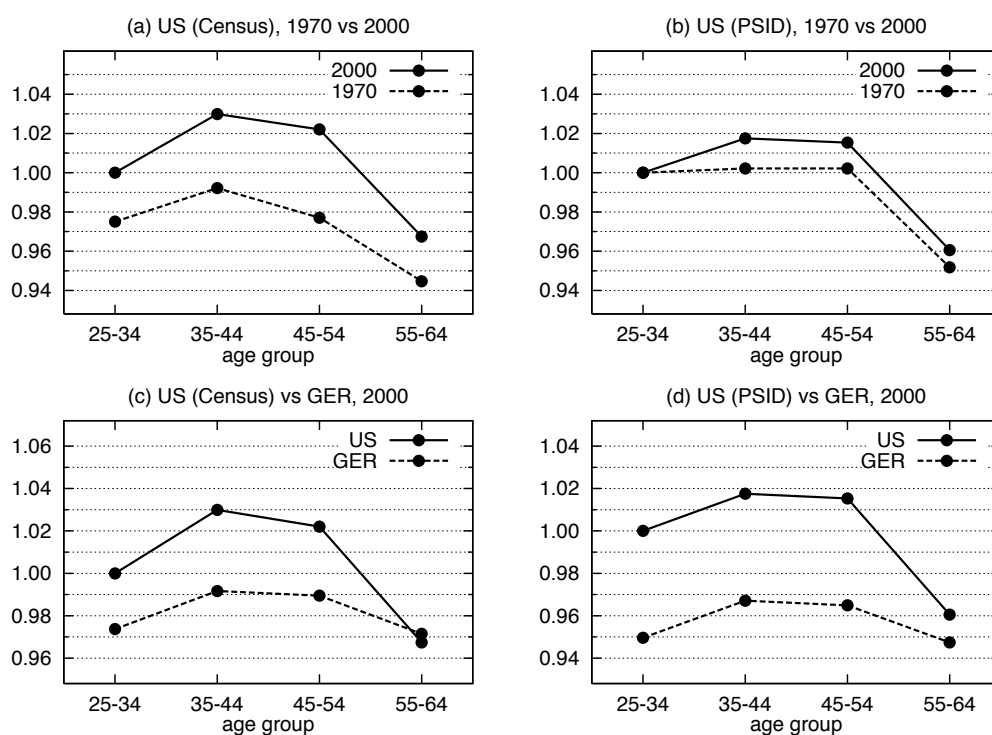 (a) US (Census), 1970 vs 2000
2000
1970
1.04
1.02
1.00
0.98
0.96
0.94
25-34 35-44 45-54 55-64
age group
(b) US (PSID), 1970 vs 2000
2000
1970
1.04
1.02
1.00
0.98
0.96
0.94
25-34 35-44 45-54 55-64
age group
(c) US (Census) vs GER, 2000
US
GER
1.06
1.04
1.02
1.00
0.98
0.96
25-34 35-44 45-54 55-64
age group
(d) US (PSID) vs GER, 2000
US
GER
1.04
1.02
1.00
0.98
0.96
0.94
25-34 35-44 45-54 55-64
age group